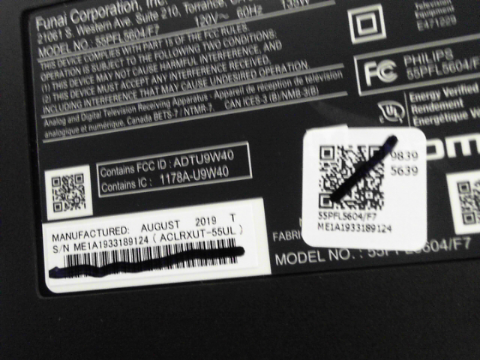 Funai Corporation, Inc.
21061 S. Western Ave. Suite 210, Torrance, CA
MODEL NO.: 55PFL5604/F7 120V~ 60Hz 135W
THIS DEVICE COMPLIES WITH PART 15 OF THE FCC RULES.
OPERATION IS SUBJECT TO THE FOLLOWING TWO CONDITIONS.
(1) THIS DEVICE MAY NOT CAUSE HARMFUL INTERFERENCE, AND
(2) THIS DEVICE MUST ACCEPT ANY INTERFERENCE RECEIVED,
INCLUDING INTERFERENCE THAT MAY CAUSE UNDESIRED OPERATION.
Analog and Digital Television Receiving Apparatus - Appareil de réception de télévision
analogique et numérique, Canada BETS-7 / NTMR-7 CAN ICES-3 (B)/NMB-3(B)
E471229
FC PHILIPS
55PFL5604/F7
Energy Verified
Rendement
Énergétique
Contains FCC ID : ADTU9W40
Contains IC : 1178A-U9W40
MANUFACTURED: AUGUST 2019 T
S/N ME1A1933189124 (ACLRXUT-55UL)
9839
5639
55PFL5604/F7
ME1A1933189124
MODEL NO. : 55PFL5604/F7